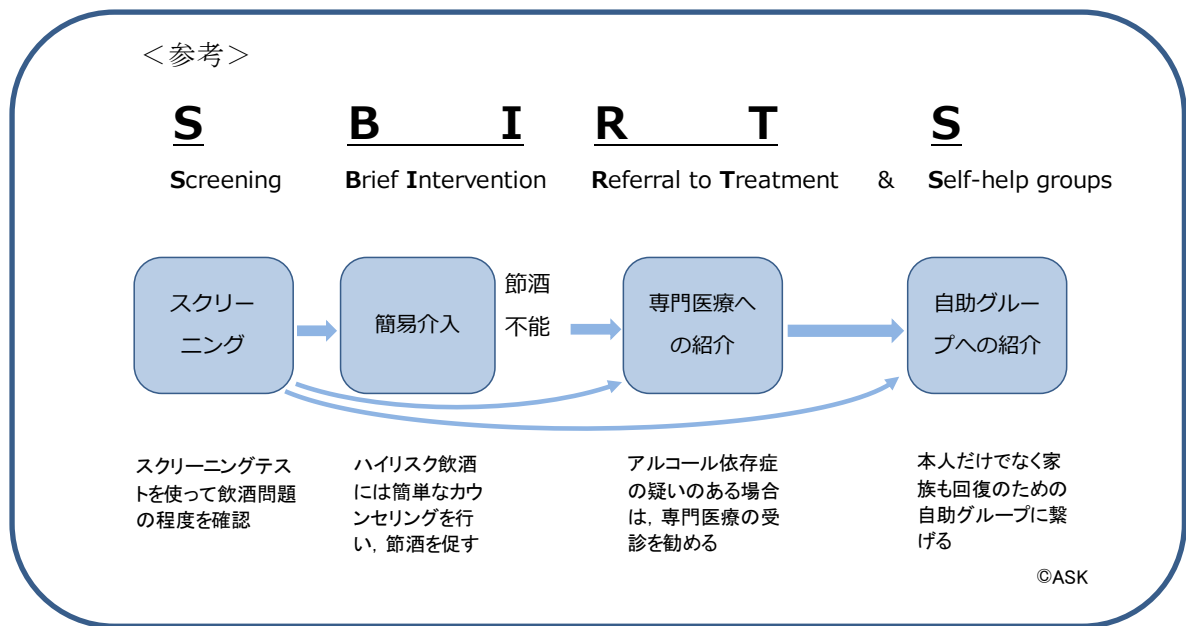 ＜参考＞
S B I R T S
Screening Brief Intervention Referral to Treatment & Self-help groups
スクリー
ニング
簡易介入
節酒
不能
専門医療へ
の紹介
自助グルー
プへの紹介
スクリーニングテス
トを使って飲酒問題
の程度を確認
ハイリスク飲酒
には簡単なカウ
ンセリングを行
い，節酒を促す
アルコール依存症
の疑いのある場合
は，専門医療の受
診を勧める
本人だけでなく家
族も回復のための
自助グループに繋
げる
©ASK